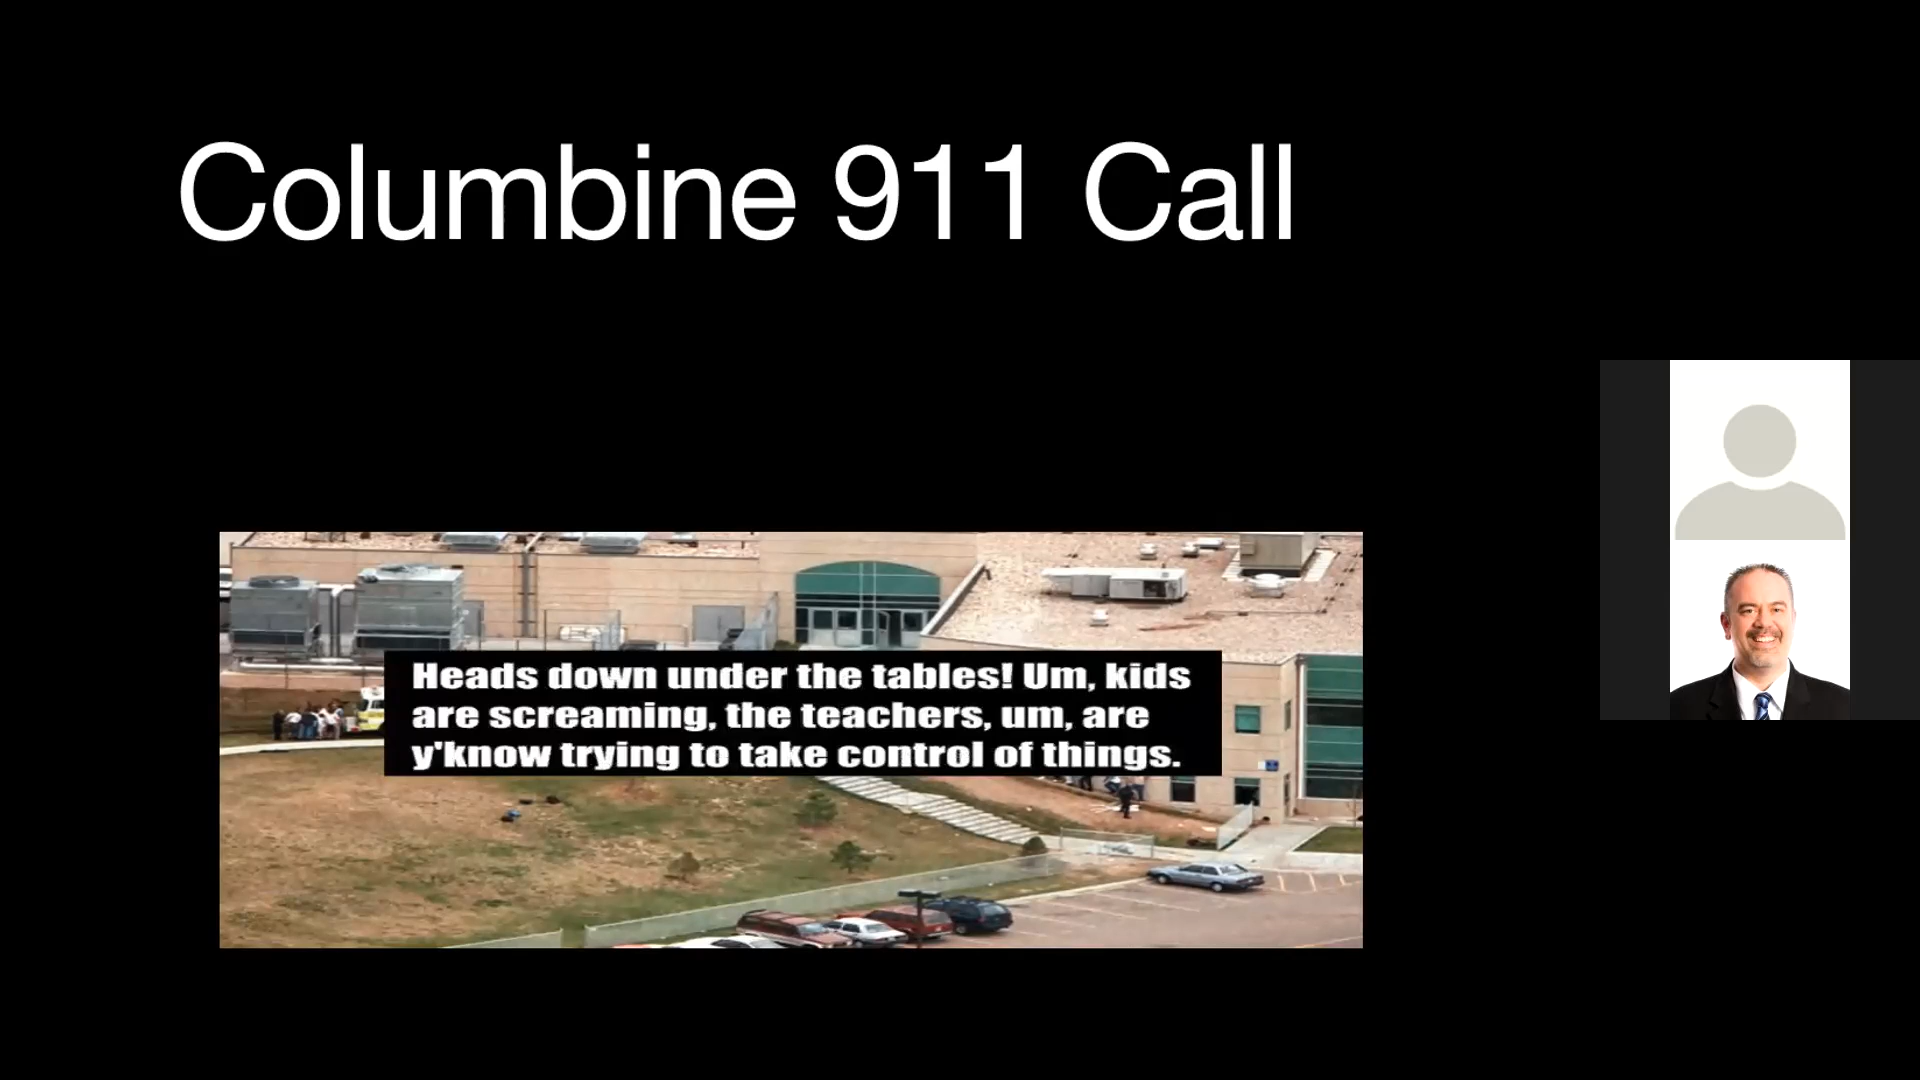 Columbine 911 Call
Heads down under the tables! Um, kids
are screaming, the teachers, um, are
y'know trying to take control of things.